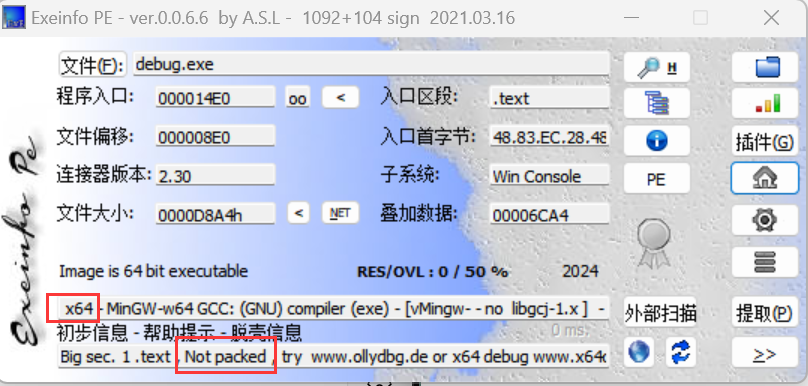 Exeinfo PE - ver.0.0.6.6 by A.S.L - 1092+104 sign 2021.03.16
文件(F): debug.exe H
程序入口: 000014E0 oo < 入口区段: .text
文件偏移: 000008E0 入口首字节: 48.83.EC.28.48 插件(G)
连接器版本: 2.30 子系统: Win Console PE
文件大小: 0000D8A4h < NET 叠加数据: 00006CA4
Image is 64 bit executable RES/OVL : 0 / 50 % 2024
x64 - MinGW-w64 GCC: (GNU) compiler (exe) - [vMingw- - no libgcj-1.x ] - 外部扫描 提取(P)
初步信息 - 帮助提示 - 脱壳信息 0 ms.
Big sec. 1 .text , Not packed , try www.ollydbg.de or x64 debug www.x64 >>
Exeinfo Pe